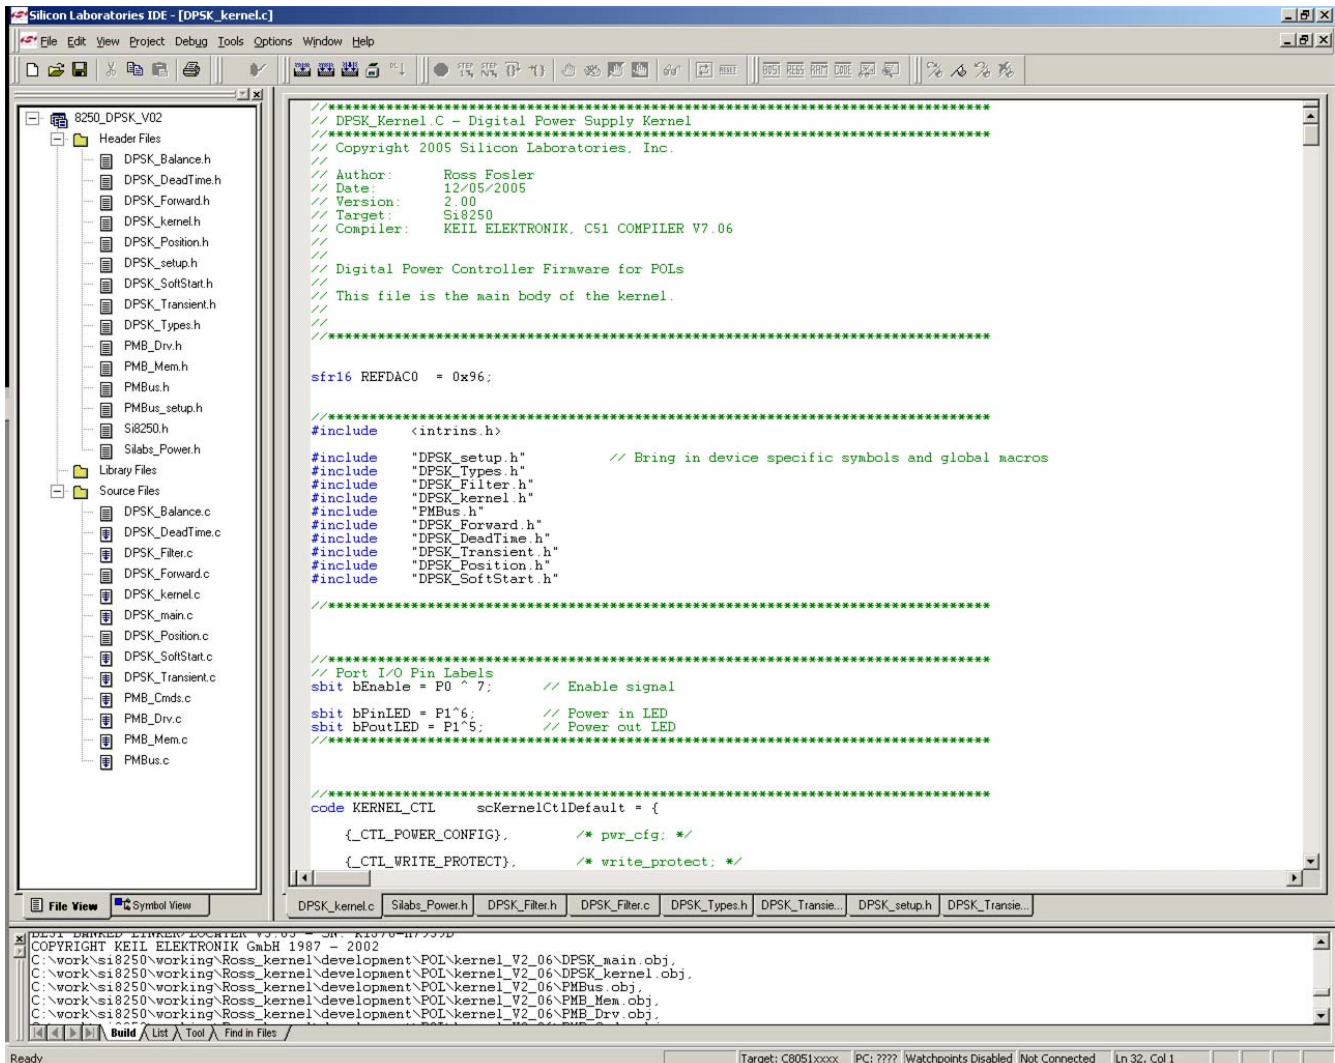 Silicon Laboratories IDE - [DPSK_kernel.c]
File Edit View Project Debug Tools Options Window Help
8250_DPSK_V02
Header Files
DPSK_Balance.h
DPSK_DeadTime.h
DPSK_Forward.h
DPSK_kernel.h
DPSK_Position.h
DPSK_setup.h
DPSK_SoftStart.h
DPSK_Transient.h
DPSK_Types.h
PMB_Drv.h
PMB_Mem.h
PMBus.h
PMBus_setup.h
Si8250.h
Silabs_Power.h
Library Files
Source Files
DPSK_Balance.c
DPSK_DeadTime.c
DPSK_Filter.c
DPSK_Forward.c
DPSK_kernel.c
DPSK_main.c
DPSK_Position.c
DPSK_SoftStart.c
DPSK_Transient.c
PMB_Cmds.c
PMB_Drv.c
PMB_Mem.c
PMBus.c
File View Symbol View
//********************************************************************************
// DPSK_Kernel.C - Digital Power Supply Kernel
//********************************************************************************
// Copyright 2005 Silicon Laboratories, Inc.
//
// Author: Ross Fosler
// Date: 12/05/2005
// Version: 2.00
// Target: Si8250
// Compiler: KEIL ELEKTRONIK, C51 COMPILER V7.06
//
//
// Digital Power Controller Firmware for POLs
//
// This file is the main body of the kernel.
//
//
//********************************************************************************
sfr16 REFDAC0 = 0x96;
//********************************************************************************
#include <intrins.h>
#include "DPSK_setup.h" // Bring in device specific symbols and global macros
#include "DPSK_Types.h"
#include "DPSK_Filter.h"
#include "DPSK_kernel.h"
#include "PMBus.h"
#include "DPSK_Forward.h"
#include "DPSK_DeadTime.h"
#include "DPSK_Transient.h"
#include "DPSK_Position.h"
#include "DPSK_SoftStart.h"
//********************************************************************************
//********************************************************************************
// Port I/O Pin Labels
sbit bEnable = P0 ^ 7; // Enable signal
sbit bPinLED = P1^6; // Power in LED
sbit bPoutLED = P1^5; // Power out LED
//********************************************************************************
//********************************************************************************
code KERNEL_CTL scKernelCtlDefault = {
{_CTL_POWER_CONFIG}, /* pwr_cfg; */
{_CTL_WRITE_PROTECT}, /* write_protect; */
DPSK_kernel.c Silabs_Power.h DPSK_Filter.h DPSK_Filter.c DPSK_Types.h DPSK_Transie... DPSK_setup.h DPSK_Transie...
COPYRIGHT KEIL ELEKTRONIK GmbH 1987 - 2002
C:\work\si8250\working\Ross_kernel\development\POL\kernel_V2_06\DPSK_main.obj,
C:\work\si8250\working\Ross_kernel\development\POL\kernel_V2_06\DPSK_kernel.obj,
C:\work\si8250\working\Ross_kernel\development\POL\kernel_V2_06\PMBus.obj,
C:\work\si8250\working\Ross_kernel\development\POL\kernel_V2_06\PMB_Mem.obj,
C:\work\si8250\working\Ross_kernel\development\POL\kernel_V2_06\PMB_Drv.obj,
Build List Tool Find in Files
Ready Target: C8051xxxx PC: ???? Watchpoints Disabled Not Connected Ln 32, Col 1